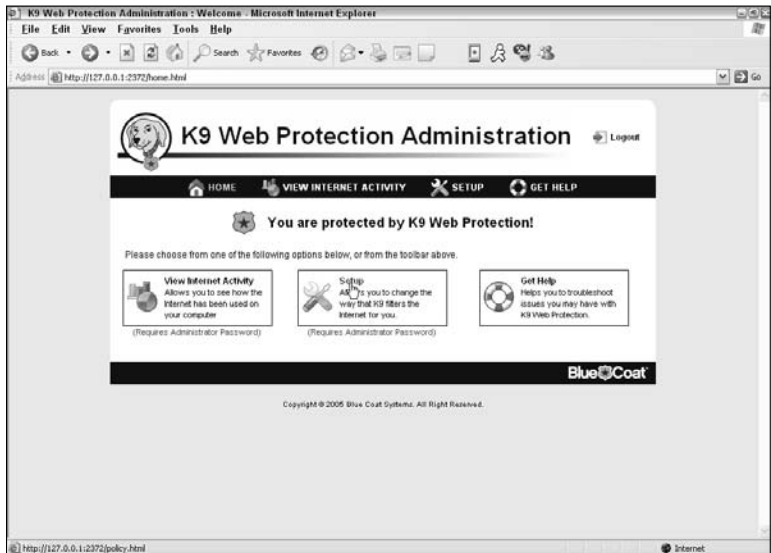 K9 Web Protection Administration : Welcome - Microsoft Internet Explorer
File Edit View Favorites Tools Help
Back Search Favorites
Address http://127.0.0.1:2372/home.html Go
K9 Web Protection Administration
Logout
HOME VIEW INTERNET ACTIVITY SETUP GET HELP
You are protected by K9 Web Protection!
Please choose from one of the following options below, or from the toolbar above.
View Internet Activity
Allows you to see how the
Internet has been used on
your computer
(Requires Administrator Password)
Setup
you to change the
way that K9 filters the
Internet for you.
(Requires Administrator Password)
Get Help
Helps you to troubleshoot
issues you may have with
K9 Web Protection.
Blue Coat
Copyright © 2005 Blue Coat Systems. All Right Reserved.
http://127.0.0.1:2372/policy.html Internet